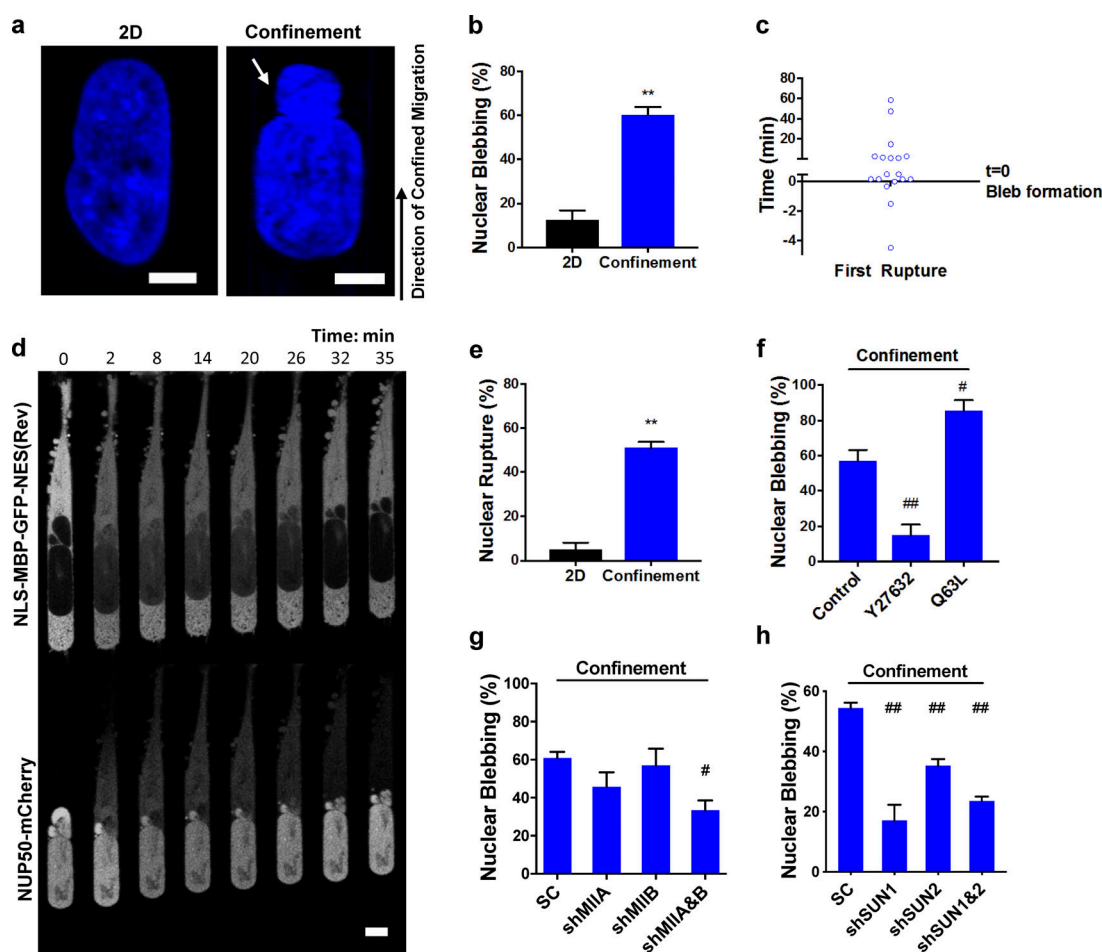 a
2D
Confinement
Direction of Confined Migration
b
Nuclear Blebbing (%)
80
60
40
20
0
**
2D
Confinement
c
Time (min)
80
60
40
20
0
-2
-4
t=0
Bleb formation
First Rupture
d
Time: min
0 2 8 14 20 26 32 35
NLS-MBP-GFP-NES(Rev)
NUP50-mCherry
e
Nuclear Rupture (%)
80
60
40
20
0
**
2D
Confinement
f
Confinement
Nuclear Blebbing (%)
100
80
60
40
20
0
##
#
Control
Y27632
Q63L
g
Confinement
Nuclear Blebbing (%)
100
80
60
40
20
0
#
SC
shMIIA
shMIIB
shMIIA&B
h
Confinement
Nuclear Blebbing (%)
60
40
20
0
## ## ##
SC
shSUN1
shSUN2
shSUN1&2